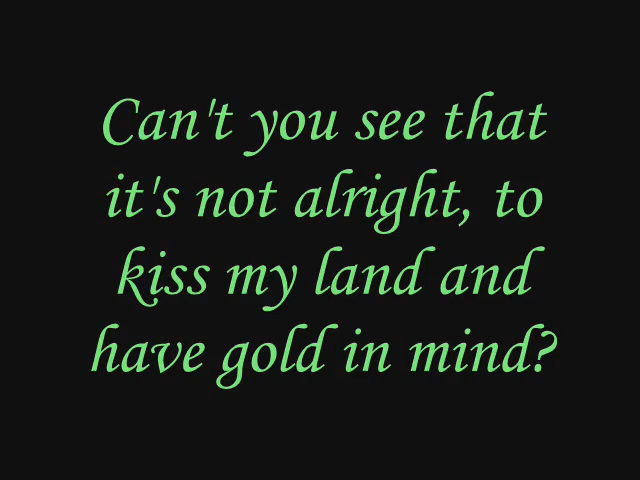 Can't you see that
it's not alright, to
kiss my land and
have gold in mind?